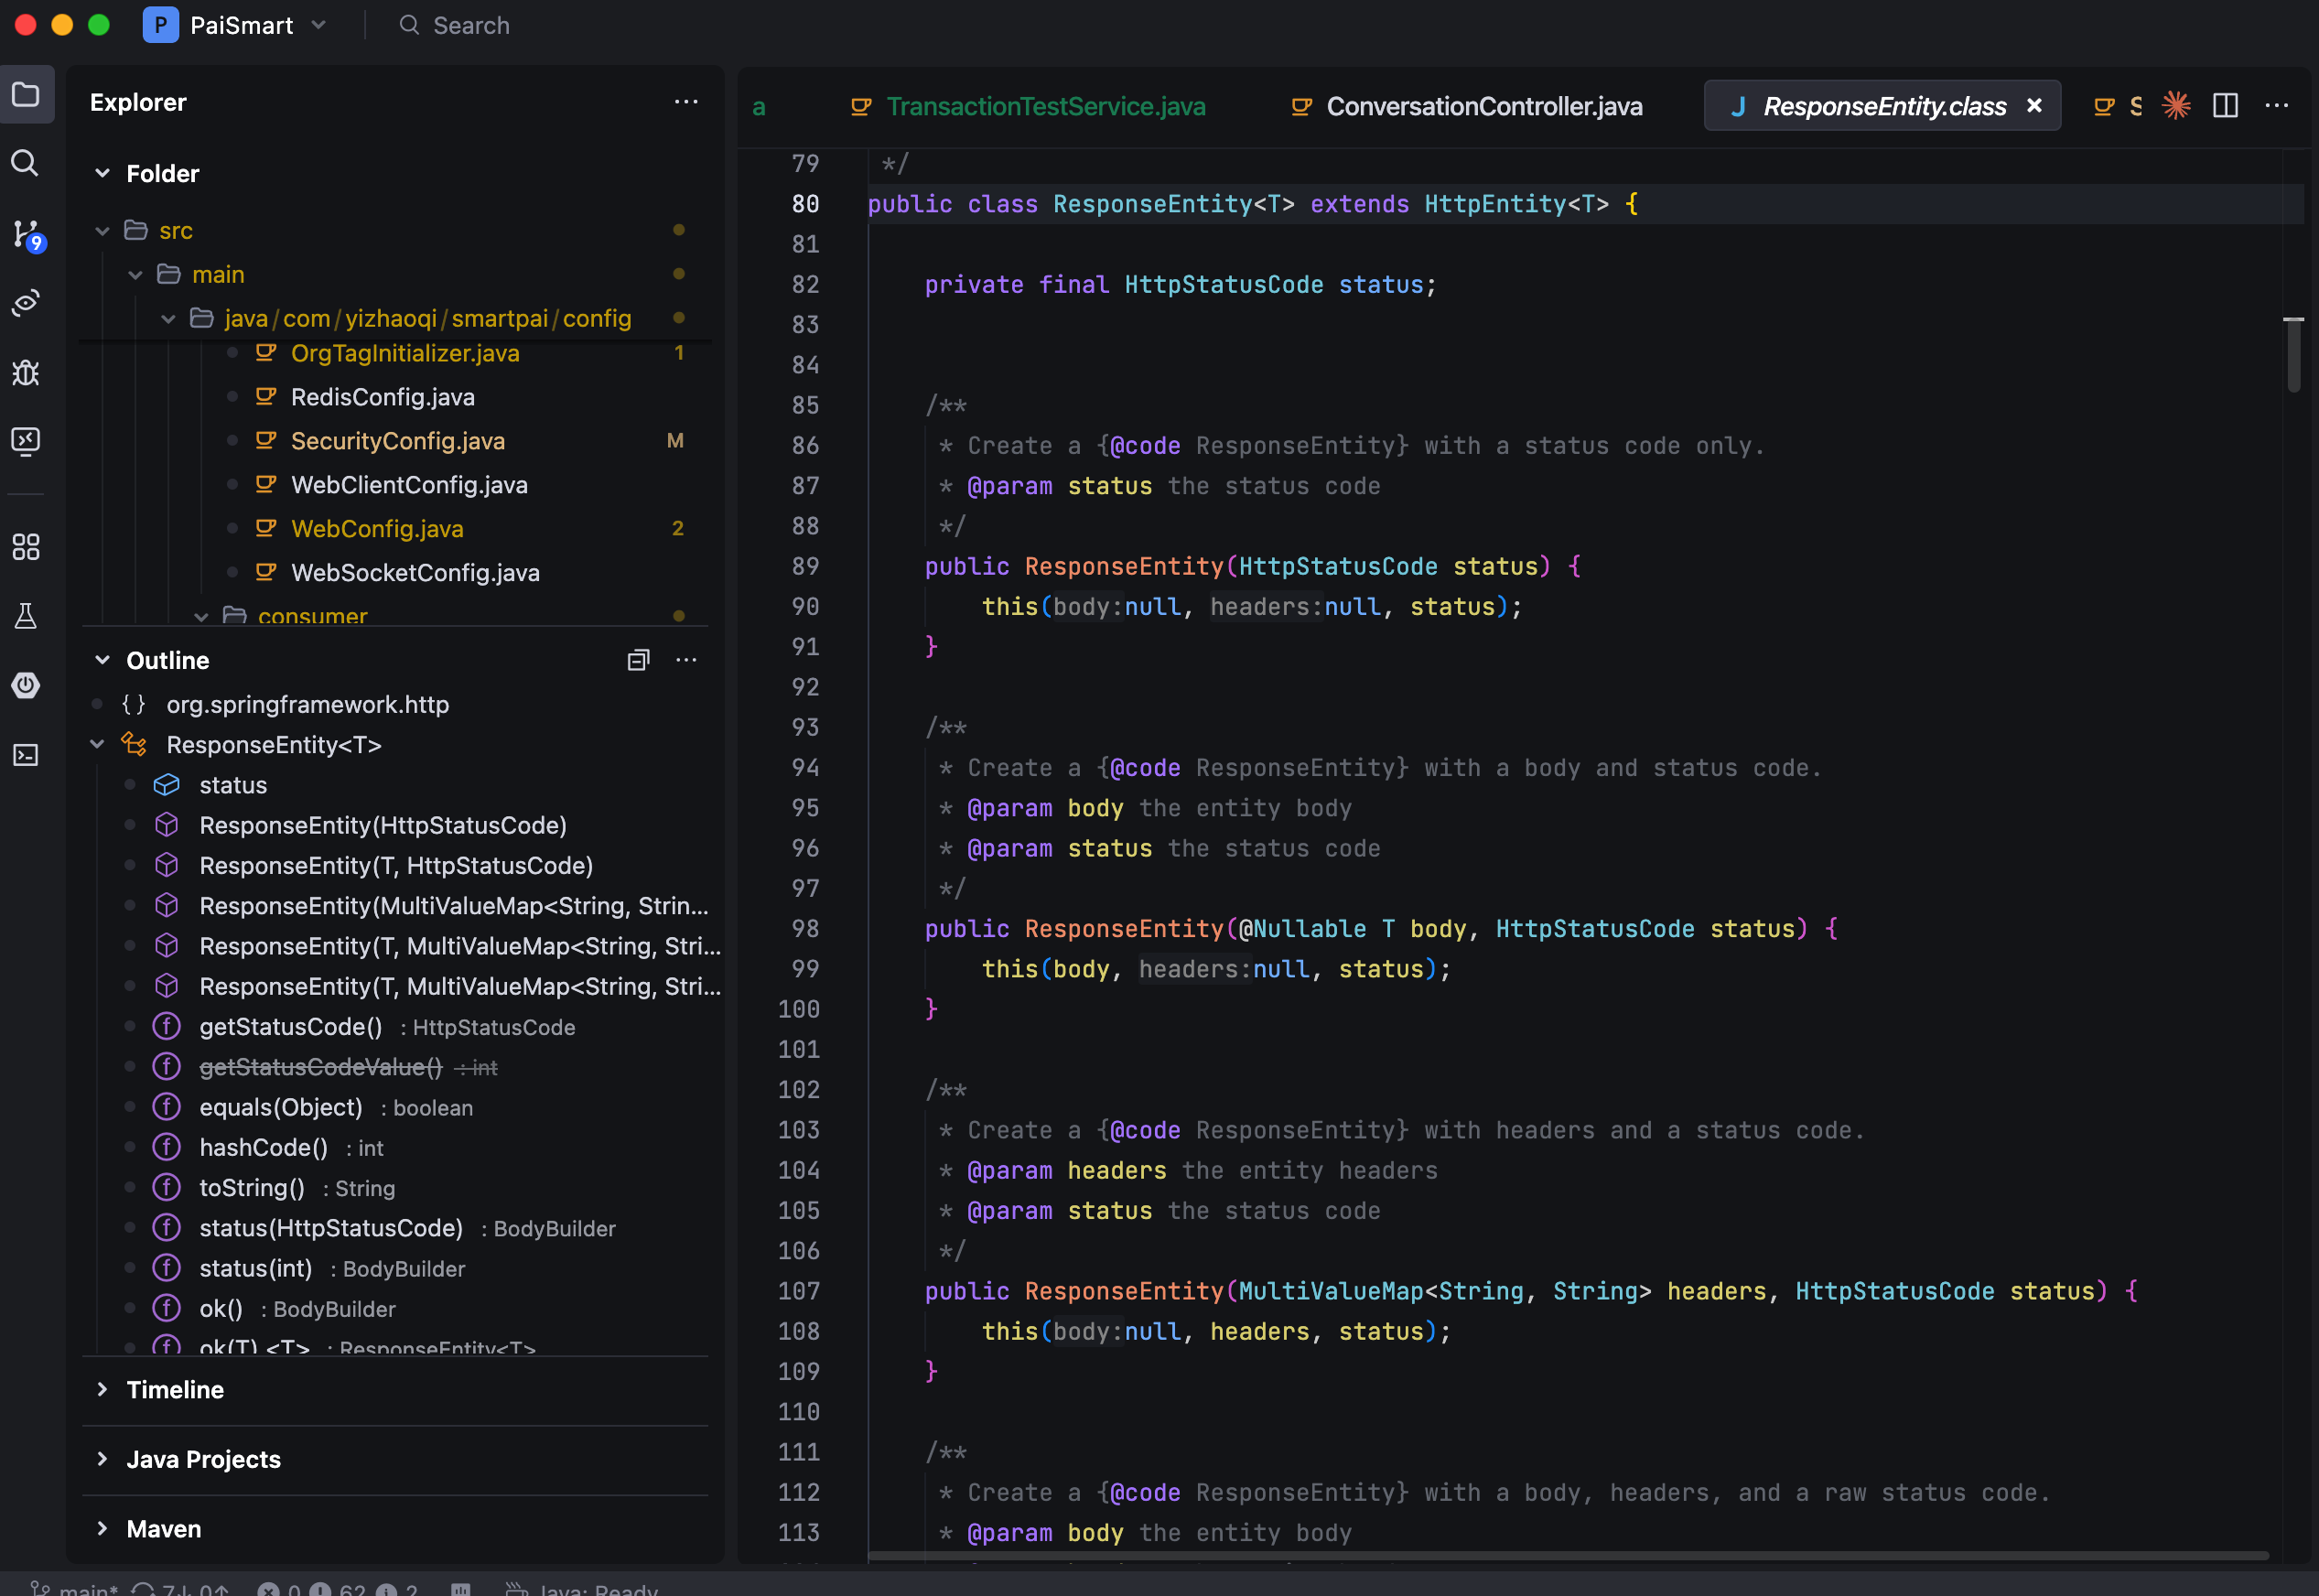 P PaiSmart Search
Explorer
Folder
src
main
java/com/yizhaoqi/smartpai/config
OrgTagInitializer.java 1
RedisConfig.java
SecurityConfig.java M
WebClientConfig.java
WebConfig.java 2
WebSocketConfig.java
consumer
9
Outline
{} org.springframework.http
ResponseEntity<T>
status
ResponseEntity(HttpStatusCode)
ResponseEntity(T, HttpStatusCode)
ResponseEntity(MultiValueMap<String, Strin...
ResponseEntity(T, MultiValueMap<String, Stri...
ResponseEntity(T, MultiValueMap<String, Stri...
f getStatusCode() : HttpStatusCode
f getStatusCodeValue() : int
f equals(Object) : boolean
f hashCode() : int
f toString() : String
f status(HttpStatusCode) : BodyBuilder
f status(int) : BodyBuilder
f ok() : BodyBuilder
f ok(T) <T> : ResponseEntity<T>
Timeline
Java Projects
Maven
a TransactionTestService.java ConversationController.java J ResponseEntity.class × S
79 */
80 public class ResponseEntity<T> extends HttpEntity<T> {
81
82 private final HttpStatusCode status;
83
84
85 /**
86 * Create a {@code ResponseEntity} with a status code only.
87 * @param status the status code
88 */
89 public ResponseEntity(HttpStatusCode status) {
90 this(body:null, headers:null, status);
91 }
92
93 /**
94 * Create a {@code ResponseEntity} with a body and status code.
95 * @param body the entity body
96 * @param status the status code
97 */
98 public ResponseEntity(@Nullable T body, HttpStatusCode status) {
99 this(body, headers:null, status);
100 }
101
102 /**
103 * Create a {@code ResponseEntity} with headers and a status code.
104 * @param headers the entity headers
105 * @param status the status code
106 */
107 public ResponseEntity(MultiValueMap<String, String> headers, HttpStatusCode status) {
108 this(body:null, headers, status);
109 }
110
111 /**
112 * Create a {@code ResponseEntity} with a body, headers, and a raw status code.
113 * @param body the entity body
main* 7↓ 0↑ 0 62 2 Java: Ready